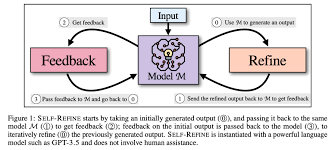 Input
② Get feedback
⓪ Use M to generate an output
Feedback
Model M
Refine
③ Pass feedback to M and go back to ⓪
① Send the refined output back to M to get feedback
Figure 1: SELF-REFINE starts by taking an initially generated output (⓪), and passing it back to the same
model M (①) to get feedback (②); feedback on the initial output is passed back to the model (③), to
iteratively refine (⓪) the previously generated output. SELF-REFINE is instantiated with a powerful language
model such as GPT-3.5 and does not involve human assistance.